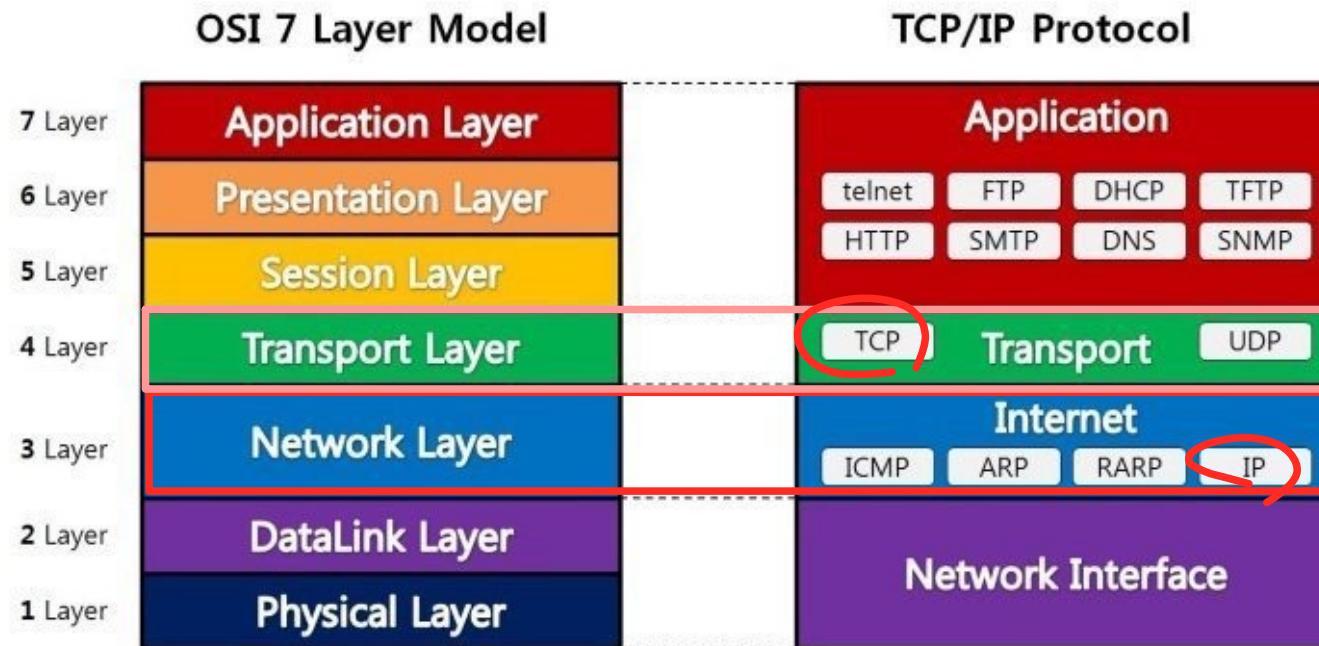 OSI 7 Layer Model
TCP/IP Protocol
7 Layer
Application Layer
6 Layer
Presentation Layer
5 Layer
Session Layer
4 Layer
Transport Layer
3 Layer
Network Layer
2 Layer
DataLink Layer
1 Layer
Physical Layer
Application
telnet FTP DHCP TFTP
HTTP SMTP DNS SNMP
TCP Transport UDP
Internet
ICMP ARP RARP IP
Network Interface